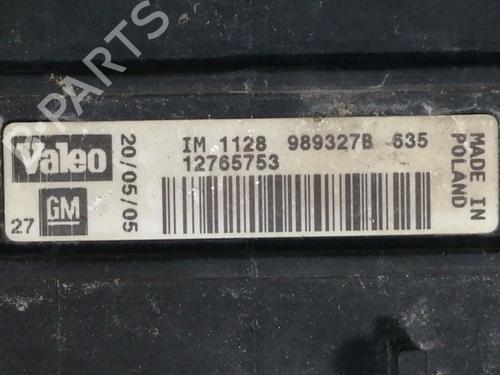 B-PARTS
Valeo
GM
27
20/05/05
IM 1128 989327B 635
12765753
MADE IN
POLAND